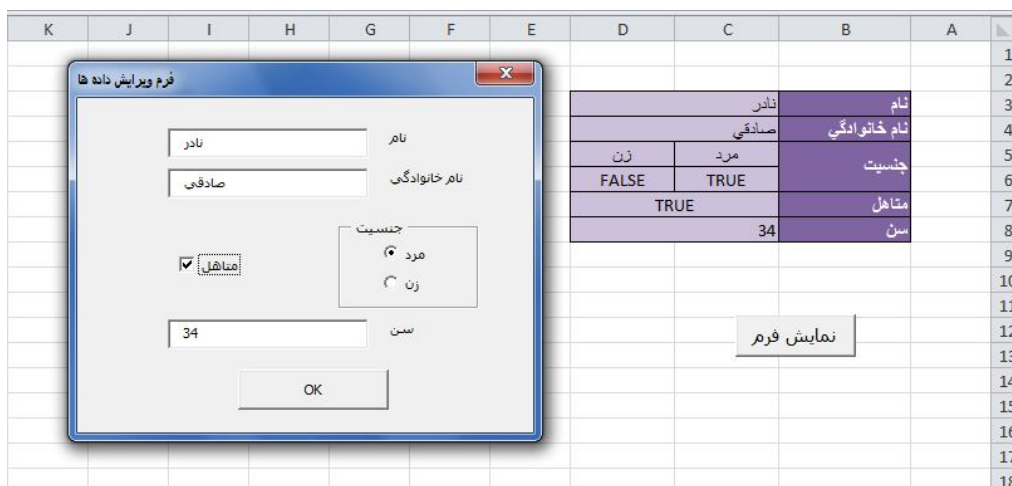 A B C D E F G H I J K
1
2
3
4
5
6
7
8
9
10
11
12
13
14
15
16
17
18
نام نادر
نام خانوادگي صادقي
جنسيت مرد زن
TRUE FALSE
متاهل TRUE
سن 34
نمایش فرم
فرم ویرایش داده ها
نام نادر
نام خانوادگی صادقی
جنسیت
مرد
زن
متاهل
سن 34
OK